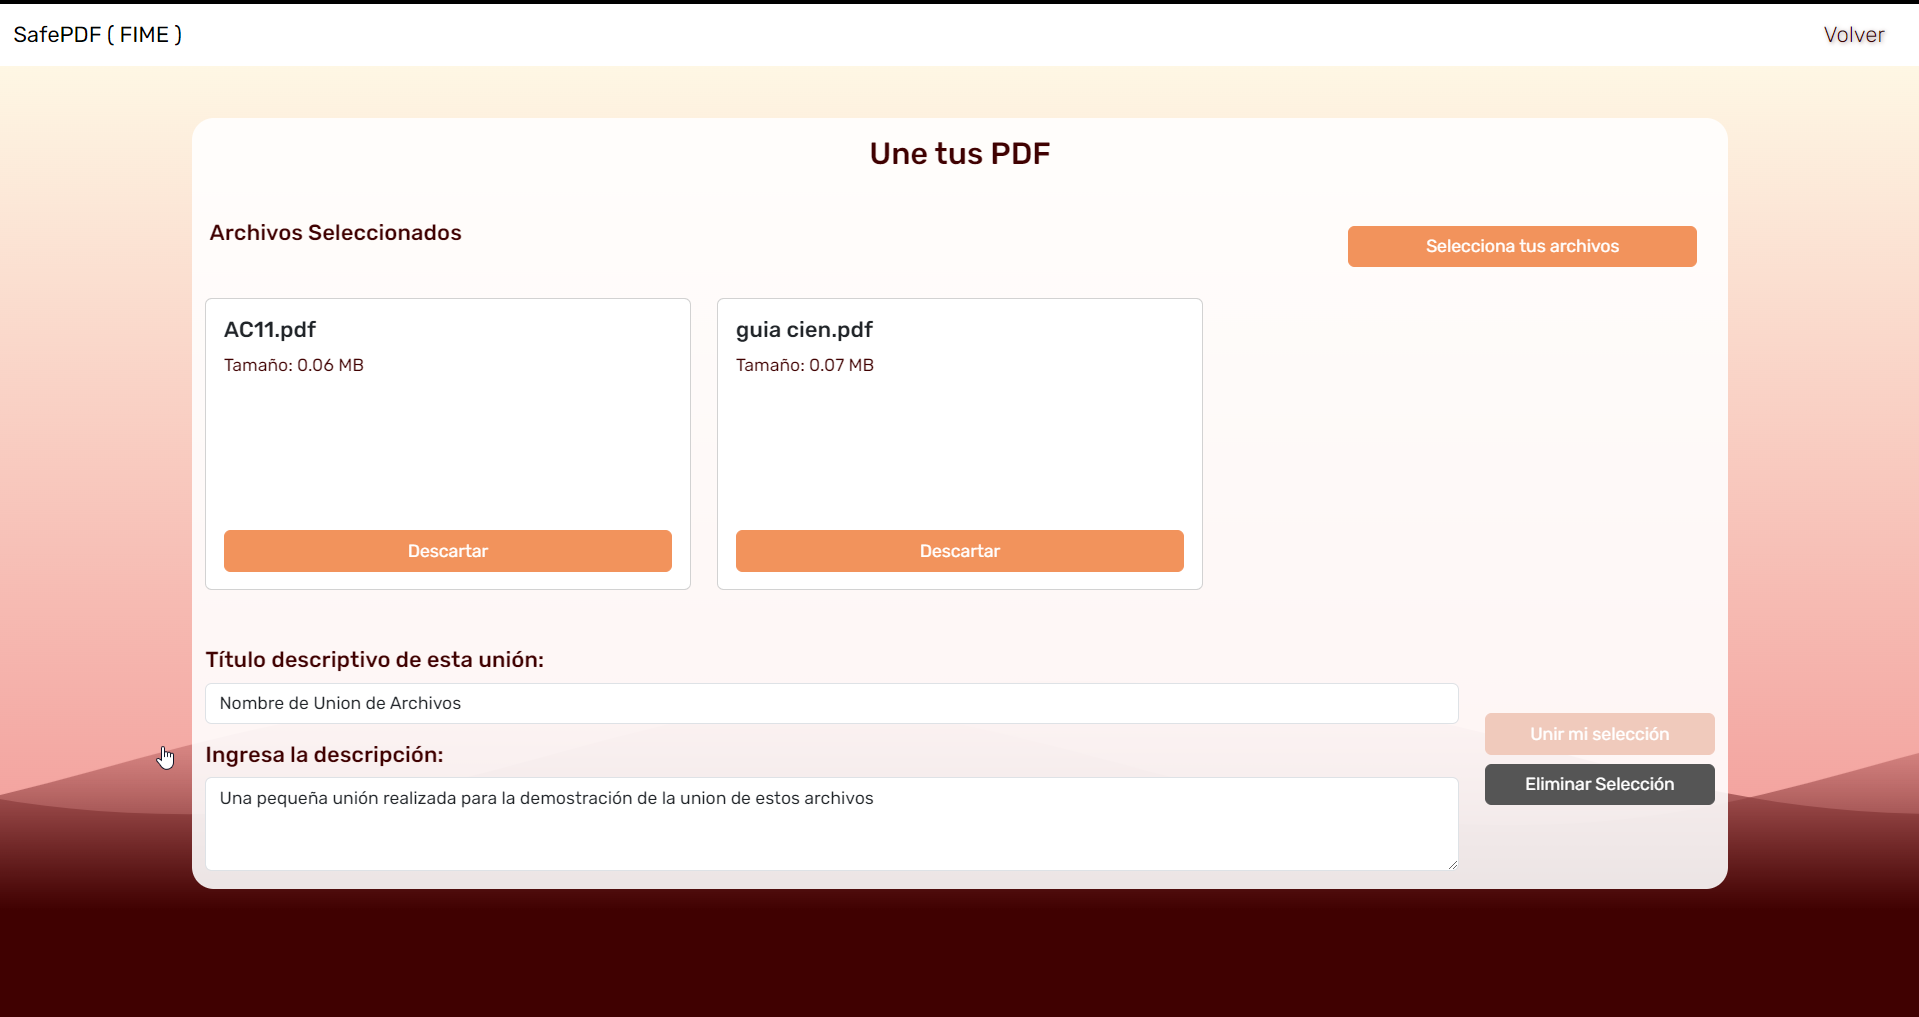 SafePDF ( FIME )
Volver
Une tus PDF
Archivos Seleccionados
Selecciona tus archivos
AC11.pdf
Tamaño: 0.06 MB
Descartar
guia cien.pdf
Tamaño: 0.07 MB
Descartar
Título descriptivo de esta unión:
Nombre de Union de Archivos
Ingresa la descripción:
Una pequeña unión realizada para la demostración de la union de estos archivos
Unir mi selección
Eliminar Selección